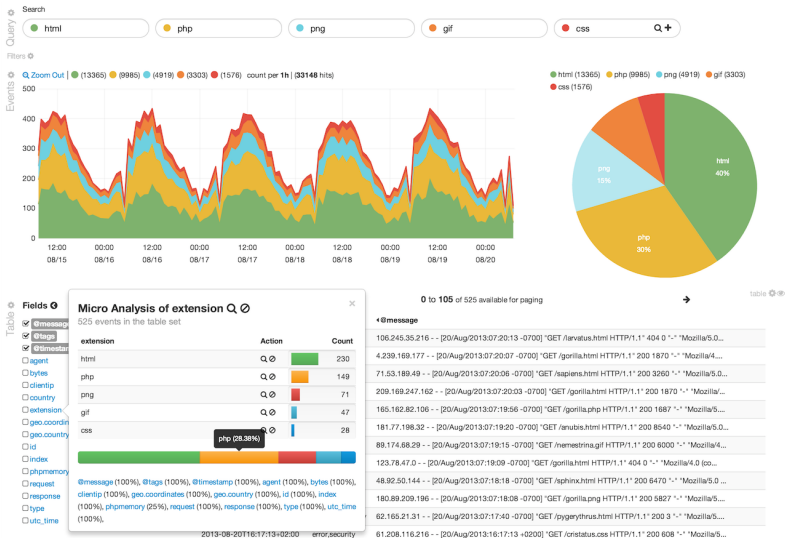 Search
Query
html
php
png
gif
css
Filters
Events
Zoom Out | (13365) (9985) (4919) (3303) (1576) count per 1h | (33148 hits)
500
400
300
200
100
0
12:00 00:00 12:00 00:00 12:00 00:00 12:00 00:00 12:00 00:00
08/15 08/16 08/16 08/17 08/17 08/18 08/18 08/19 08/19 08/20
html (13365) php (9985) png (4919) gif (3303)
css (1576)
html
40%
php
30%
png
15%
table
Table
Fields
@message
@tags
@timestamp
agent
bytes
clientip
country
extension
geo.coordin
geo.country
id
index
phpmemory
request
response
type
utc_time
Micro Analysis of extension
×
525 events in the table set
extension Action Count
html 230
php 149
png 71
gif 47
css 28
php (28.38%)
@message (100%), @tags (100%), @timestamp (100%), agent (100%), bytes (100%),
clientip (100%), geo.coordinates (100%), geo.country (100%), id (100%), index
(100%), phpmemory (25%), request (100%), response (100%), type (100%), utc_time
(100%),
2013-08-20T16:17:13+02:00 error,security
0 to 105 of 525 available for paging
@message
106.245.35.216 - - [20/Aug/2013:07:20:13 -0700] "GET /larvatus.html HTTP/1.1" 404 0 "-" "Mozilla/5.0...
4.239.169.177 - - [20/Aug/2013:07:20:07 -0700] "GET /gorilla.html HTTP/1.1" 200 1870 "-" "Mozilla/4....
71.53.189.49 - - [20/Aug/2013:07:20:06 -0700] "GET /sapiens.html HTTP/1.1" 200 3260 "-" "Mozilla/5.0...
209.169.247.162 - - [20/Aug/2013:07:20:03 -0700] "GET /gorilla.html HTTP/1.1" 200 1870 "-" "Mozilla/...
165.162.82.106 - - [20/Aug/2013:07:19:56 -0700] "GET /gorilla.php HTTP/1.1" 200 1687 "-" "Mozilla/5....
181.77.198.32 - - [20/Aug/2013:07:19:20 -0700] "GET /anubis.html HTTP/1.1" 200 8540 "-" "Mozilla/5.0...
89.174.68.29 - - [20/Aug/2013:07:19:15 -0700] "GET /nemestrina.gif HTTP/1.1" 200 6000 "-" "Mozilla/4...
123.78.47.0 - - [20/Aug/2013:07:19:09 -0700] "GET /gorilla.html HTTP/1.1" 404 0 "-" "Mozilla/4.0 (co...
48.92.50.144 - - [20/Aug/2013:07:18:18 -0700] "GET /sphinx.html HTTP/1.1" 200 6470 "-" "Mozilla/5.0 ...
180.89.209.196 - - [20/Aug/2013:07:18:08 -0700] "GET /gorilla.png HTTP/1.1" 200 5827 "-" "Mozilla/5....
62.165.21.31 - - [20/Aug/2013:07:17:40 -0700] "GET /pygerythrus.html HTTP/1.1" 200 3 "-" "Mozilla/5....
61.208.116.216 - - [20/Aug/2013:16:17:13 +0200] "GET /cristatus.css HTTP/1.1" 200 608 "-" "Mozilla/5...